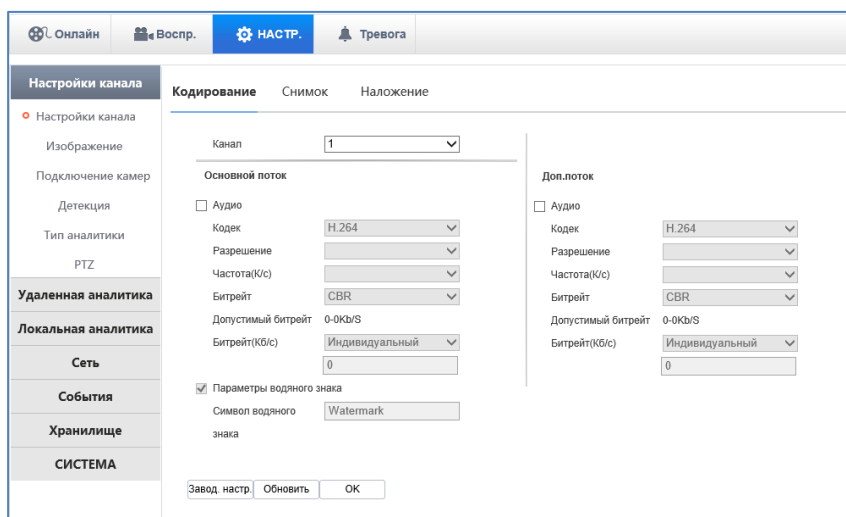 Онлайн Воспр. НАСТР. Тревога
Настройки канала
Настройки канала
Изображение
Подключение камер
Детекция
Тип аналитики
PTZ
Удаленная аналитика
Локальная аналитика
Сеть
События
Хранилище
СИСТЕМА
Кодирование Снимок Наложение
Канал 1
Основной поток
Аудио
Кодек H.264
Разрешение
Частота(К/с)
Битрейт CBR
Допустимый битрейт 0-0Kb/S
Битрейт(Кб/с) Индивидуальный
0
Параметры водяного знака
Символ водяного Watermark
знака
Доп.поток
Аудио
Кодек H.264
Разрешение
Частота(К/с)
Битрейт CBR
Допустимый битрейт 0-0Kb/S
Битрейт(Кб/с) Индивидуальный
0
Завод. настр. Обновить OK